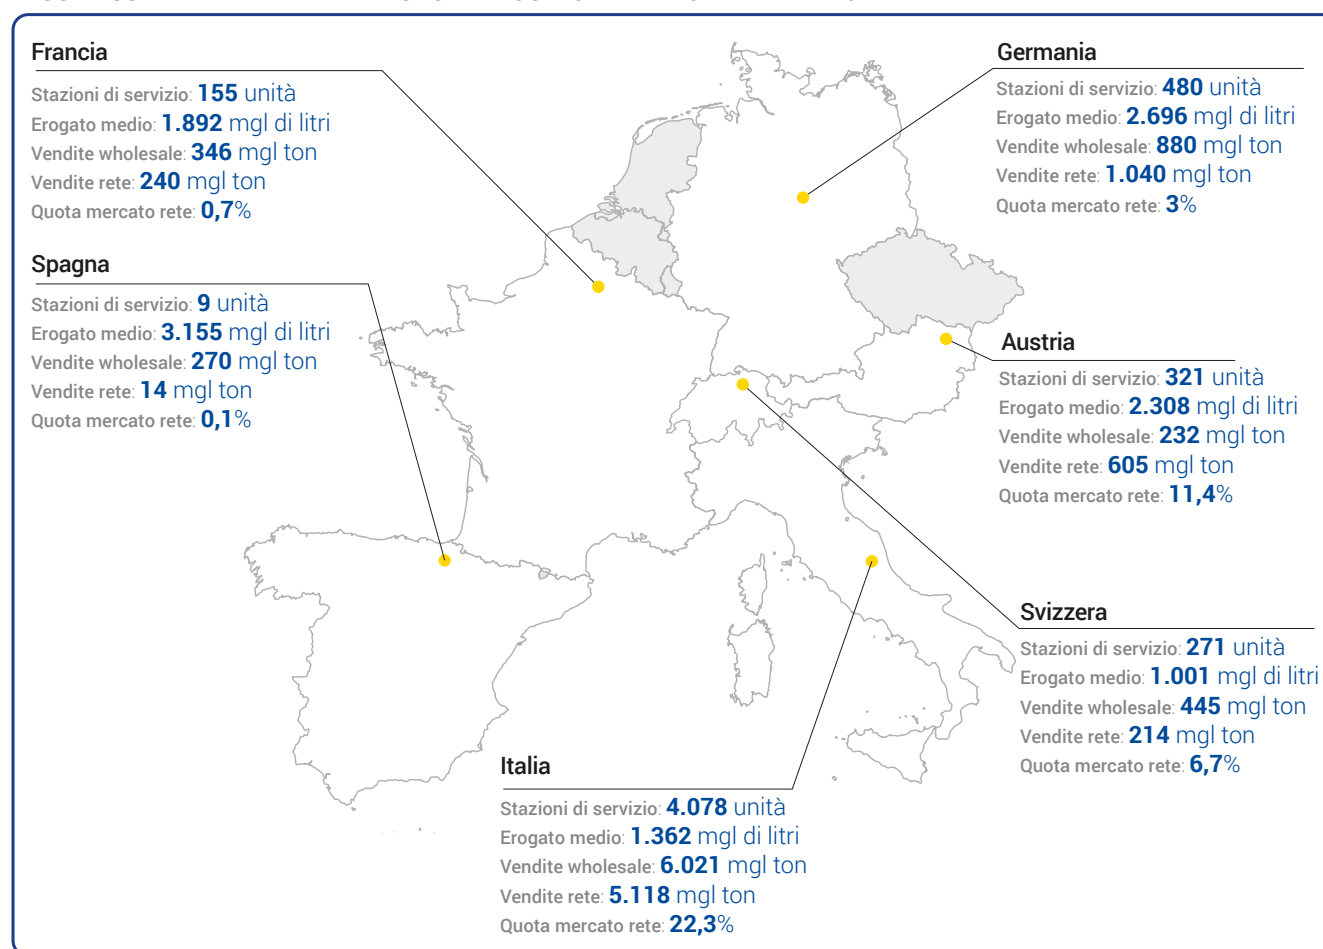 Francia
Stazioni di servizio: 155 unità
Erogato medio: 1.892 mgl di litri
Vendite wholesale: 346 mgl ton
Vendite rete: 240 mgl ton
Quota mercato rete: 0,7%
Spagna
Stazioni di servizio: 9 unità
Erogato medio: 3.155 mgl di litri
Vendite wholesale: 270 mgl ton
Vendite rete: 14 mgl ton
Quota mercato rete: 0,1%
Germania
Stazioni di servizio: 480 unità
Erogato medio: 2.696 mgl di litri
Vendite wholesale: 880 mgl ton
Vendite rete: 1.040 mgl ton
Quota mercato rete: 3%
Austria
Stazioni di servizio: 321 unità
Erogato medio: 2.308 mgl di litri
Vendite wholesale: 232 mgl ton
Vendite rete: 605 mgl ton
Quota mercato rete: 11,4%
Svizzera
Stazioni di servizio: 271 unità
Erogato medio: 1.001 mgl di litri
Vendite wholesale: 445 mgl ton
Vendite rete: 214 mgl ton
Quota mercato rete: 6,7%
Italia
Stazioni di servizio: 4.078 unità
Erogato medio: 1.362 mgl di litri
Vendite wholesale: 6.021 mgl ton
Vendite rete: 5.118 mgl ton
Quota mercato rete: 22,3%